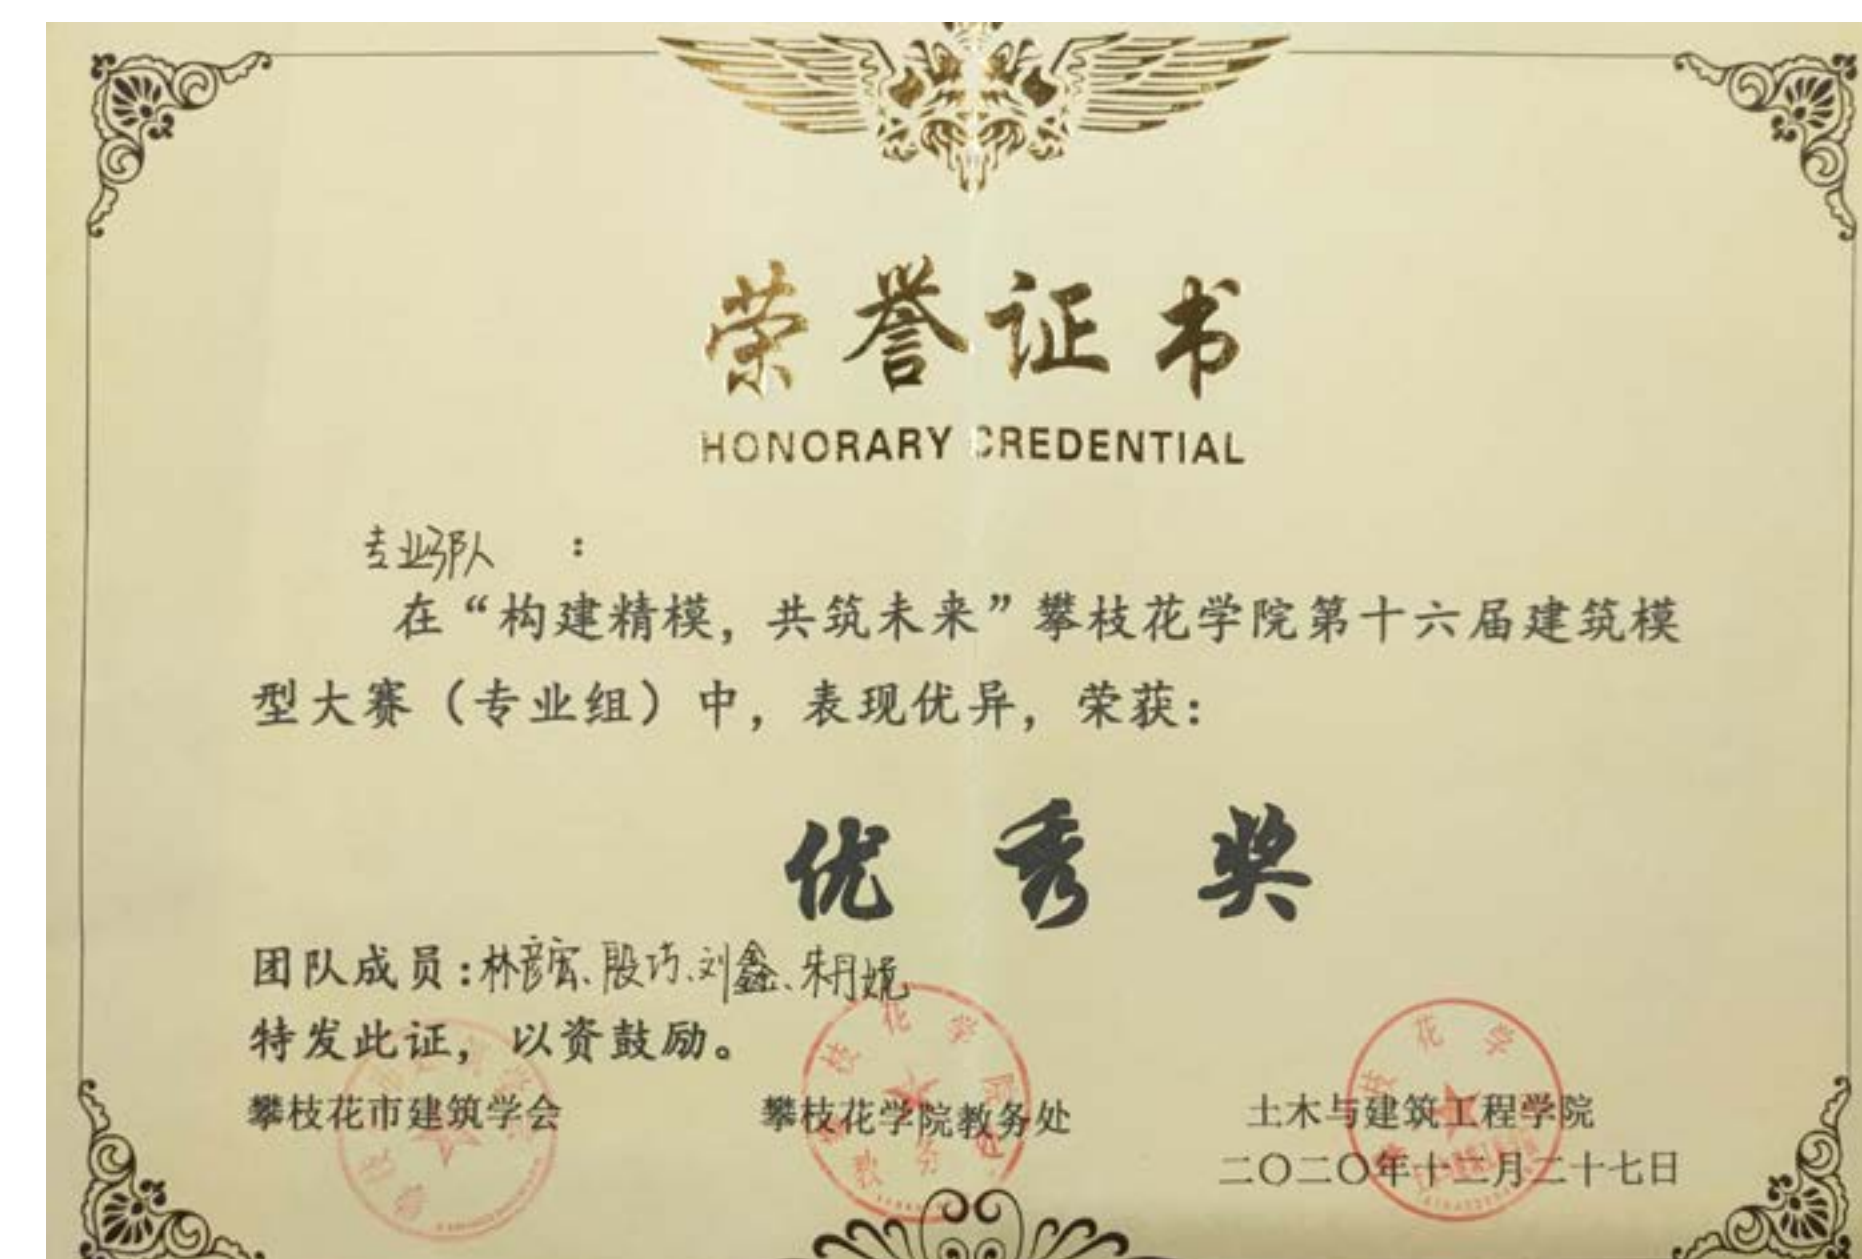 荣誉证书
HONORARY CREDENTIAL
专业3队 :
在“构建精模，共筑未来”攀枝花学院第十六届建筑模
型大赛（专业组）中，表现优异，荣获：
优秀奖
团队成员:林彦宏、殷巧、刘鑫、朱月娓
特发此证，以资鼓励。
攀枝花市建筑学会 攀枝花学院教务处 土木与建筑工程学院
二〇二〇年十二月二十七日